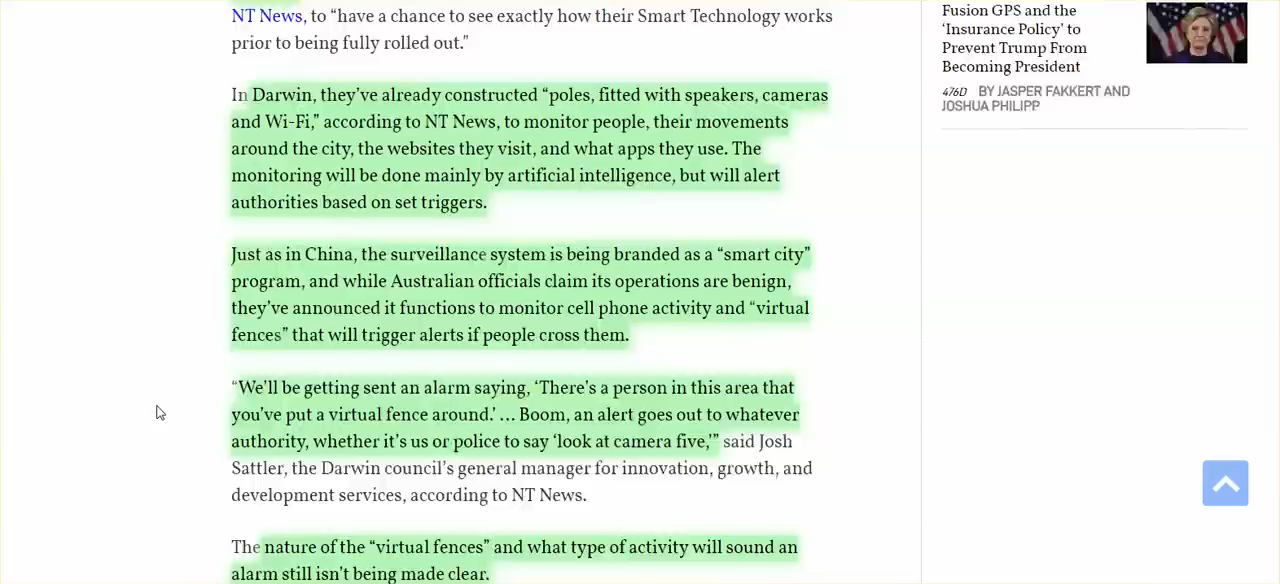 NT News, to “have a chance to see exactly how their Smart Technology works
prior to being fully rolled out.”
In Darwin, they’ve already constructed “poles, fitted with speakers, cameras
and Wi-Fi,” according to NT News, to monitor people, their movements
around the city, the websites they visit, and what apps they use. The
monitoring will be done mainly by artificial intelligence, but will alert
authorities based on set triggers.
Just as in China, the surveillance system is being branded as a “smart city”
program, and while Australian officials claim its operations are benign,
they’ve announced it functions to monitor cell phone activity and “virtual
fences” that will trigger alerts if people cross them.
“We’ll be getting sent an alarm saying, ‘There’s a person in this area that
you’ve put a virtual fence around.’ … Boom, an alert goes out to whatever
authority, whether it’s us or police to say ‘look at camera five,’” said Josh
Sattler, the Darwin council’s general manager for innovation, growth, and
development services, according to NT News.
The nature of the “virtual fences” and what type of activity will sound an
alarm still isn’t being made clear.
Fusion GPS and the
‘Insurance Policy’ to
Prevent Trump From
Becoming President
476D BY JASPER FAKKERT AND
JOSHUA PHILIPP